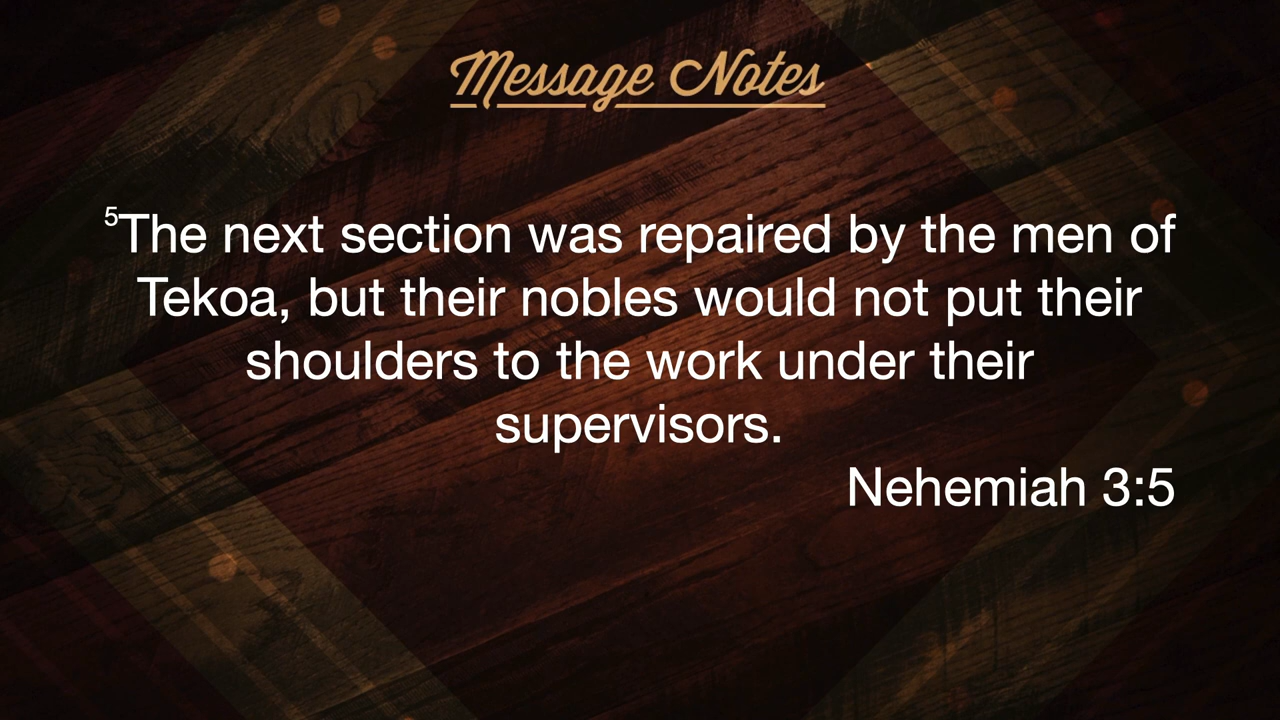 Message Notes
⁵The next section was repaired by the men of
Tekoa, but their nobles would not put their
shoulders to the work under their
supervisors.
Nehemiah 3:5